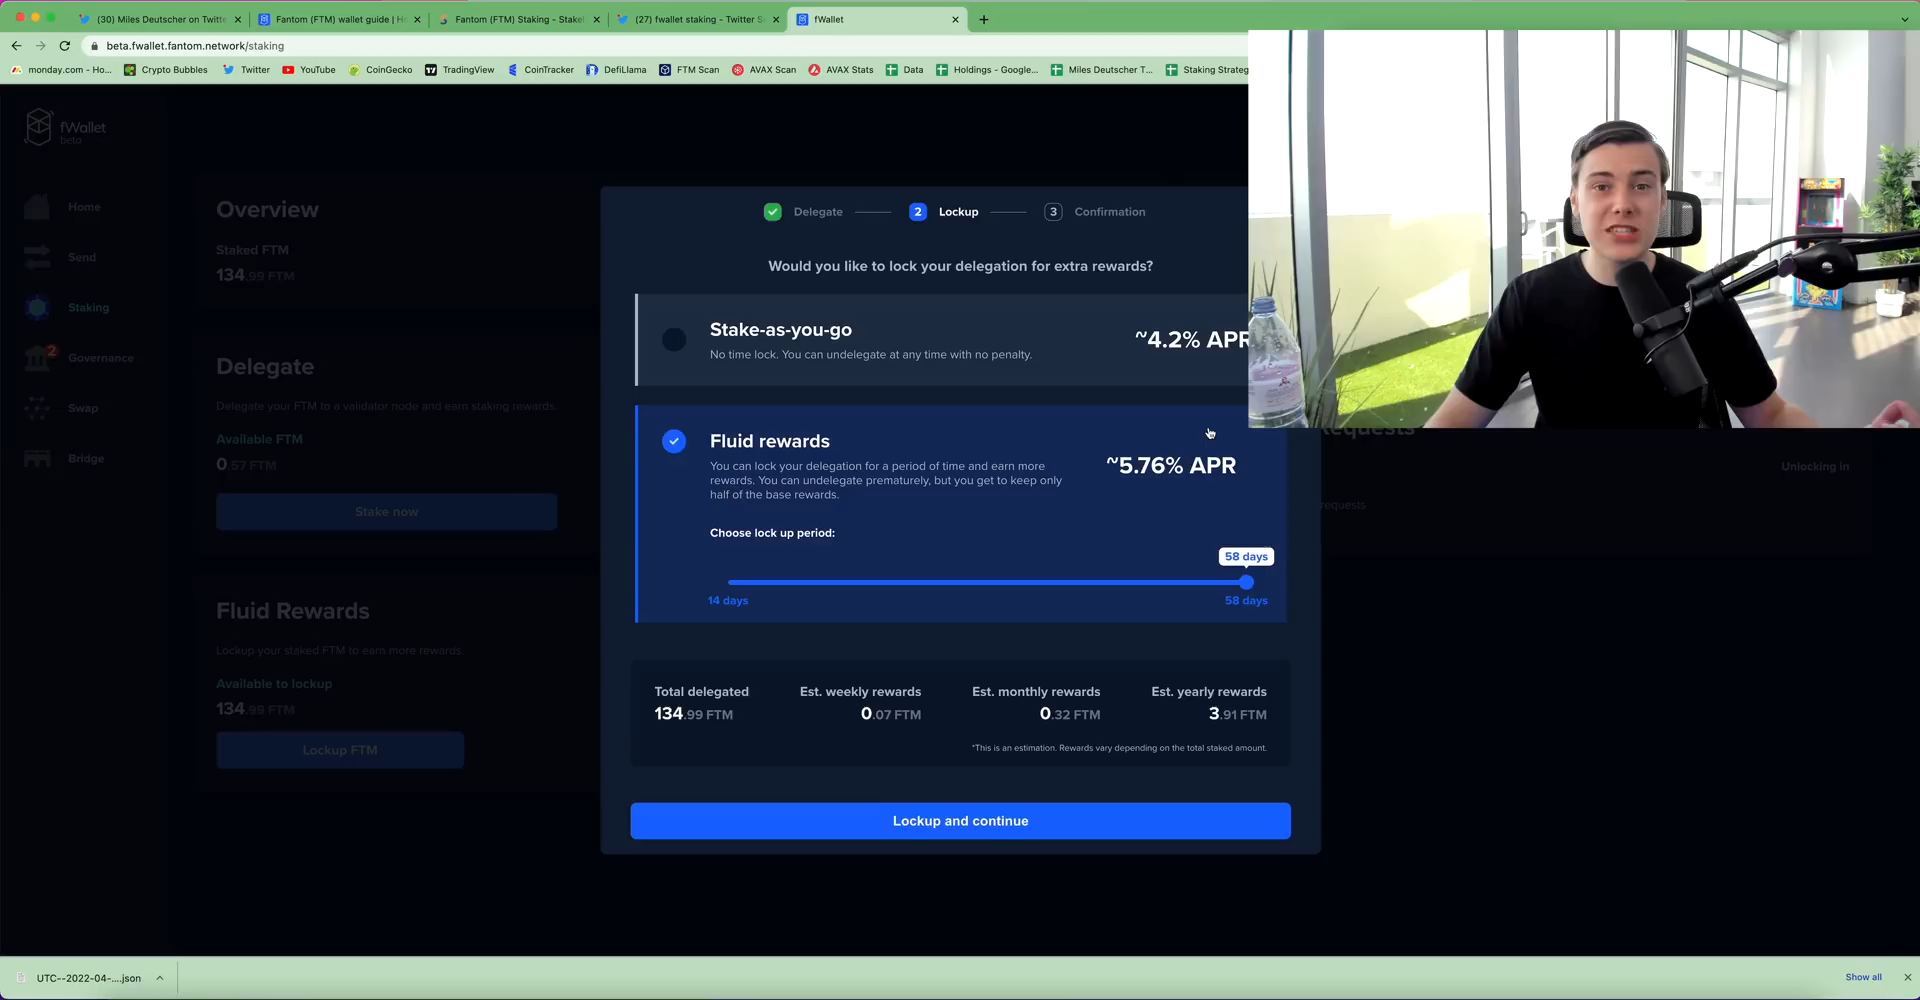 (30) Miles Deutscher on Twitte
Fantom (FTM) wallet guide | H
Fantom (FTM) Staking - Stake
(27) fwallet staking - Twitter S
fWallet
beta.fwallet.fantom.network/staking
monday.com - Ho...
Crypto Bubbles
Twitter
YouTube
CoinGecko
TradingView
CoinTracker
DefiLlama
FTM Scan
AVAX Scan
AVAX Stats
Data
Holdings - Google...
Miles Deutscher T...
Staking Strateg
fWallet
beta
Home
Send
Staking
2
Governance
Swap
Bridge
Overview
Staked FTM
134.99 FTM
Delegate
Delegate your FTM to a validator node and earn staking rewards.
Available FTM
0.57 FTM
Stake now
Fluid Rewards
Lockup your staked FTM to earn more rewards.
Available to lockup
134.99 FTM
Lockup FTM
Delegate
2 Lockup
3 Confirmation
Would you like to lock your delegation for extra rewards?
Stake-as-you-go
No time lock. You can undelegate at any time with no penalty.
~4.2% APR
Fluid rewards
You can lock your delegation for a period of time and earn more
rewards. You can undelegate prematurely, but you get to keep only
half of the base rewards.
~5.76% APR
Choose lock up period:
58 days
14 days
58 days
Total delegated
134.99 FTM
Est. weekly rewards
0.07 FTM
Est. monthly rewards
0.32 FTM
Est. yearly rewards
3.91 FTM
*This is an estimation. Rewards vary depending on the total staked amount.
Lockup and continue
Requests
Unlocking in
requests
UTC--2022-04-....json
Show all